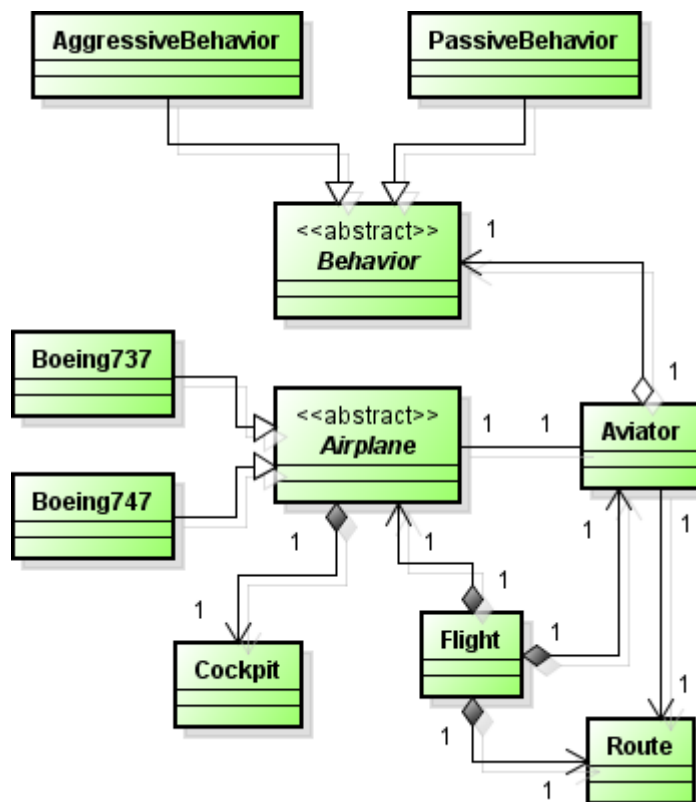 AggressiveBehavior
PassiveBehavior
<<abstract>>
Behavior
1
1
Boeing737
<<abstract>>
Airplane
1 1
Aviator
Boeing747
1
1
1
1
1
1
1
Flight
1
Cockpit
1
1
Route
1